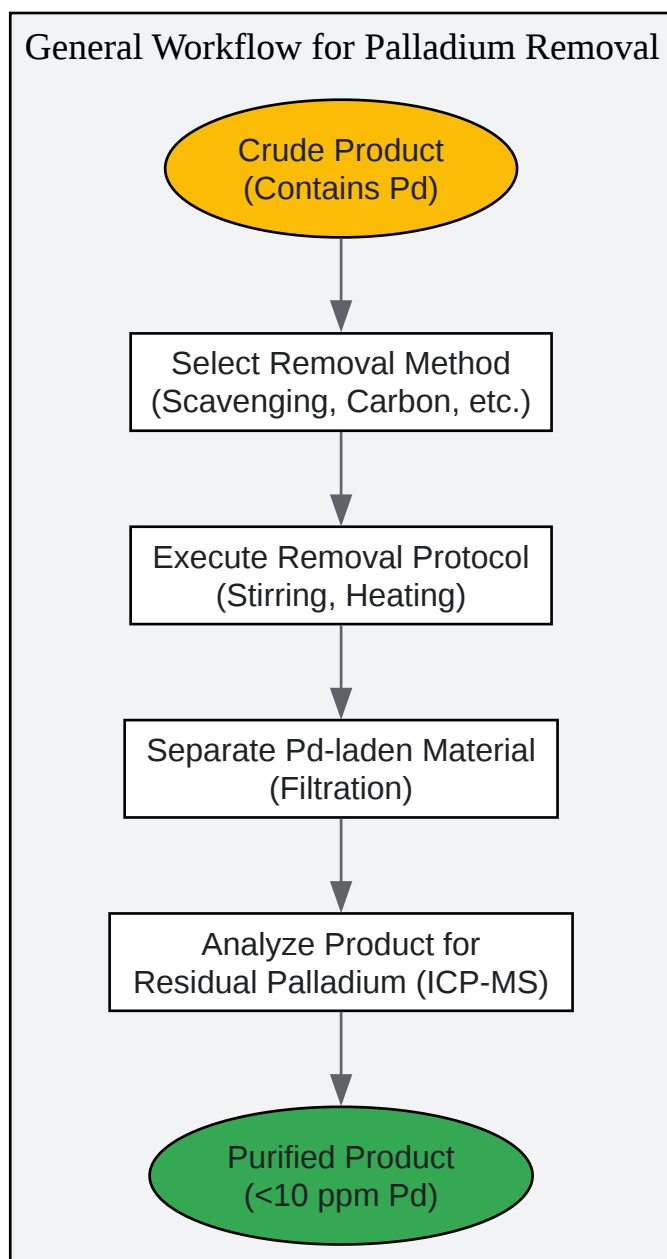 General Workflow for Palladium Removal
Crude Product
(Contains Pd)
Select Removal Method
(Scavenging, Carbon, etc.)
Execute Removal Protocol
(Stirring, Heating)
Separate Pd-laden Material
(Filtration)
Analyze Product for
Residual Palladium (ICP-MS)
Purified Product
(<10 ppm Pd)